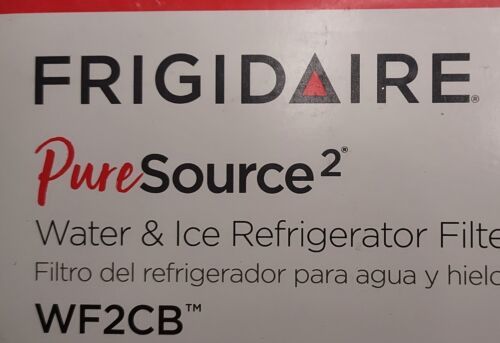 FRIGIDAIRE®
PureSource2®
Water & Ice Refrigerator Filte
Filtro del refrigerador para agua y hielo
WF2CB™